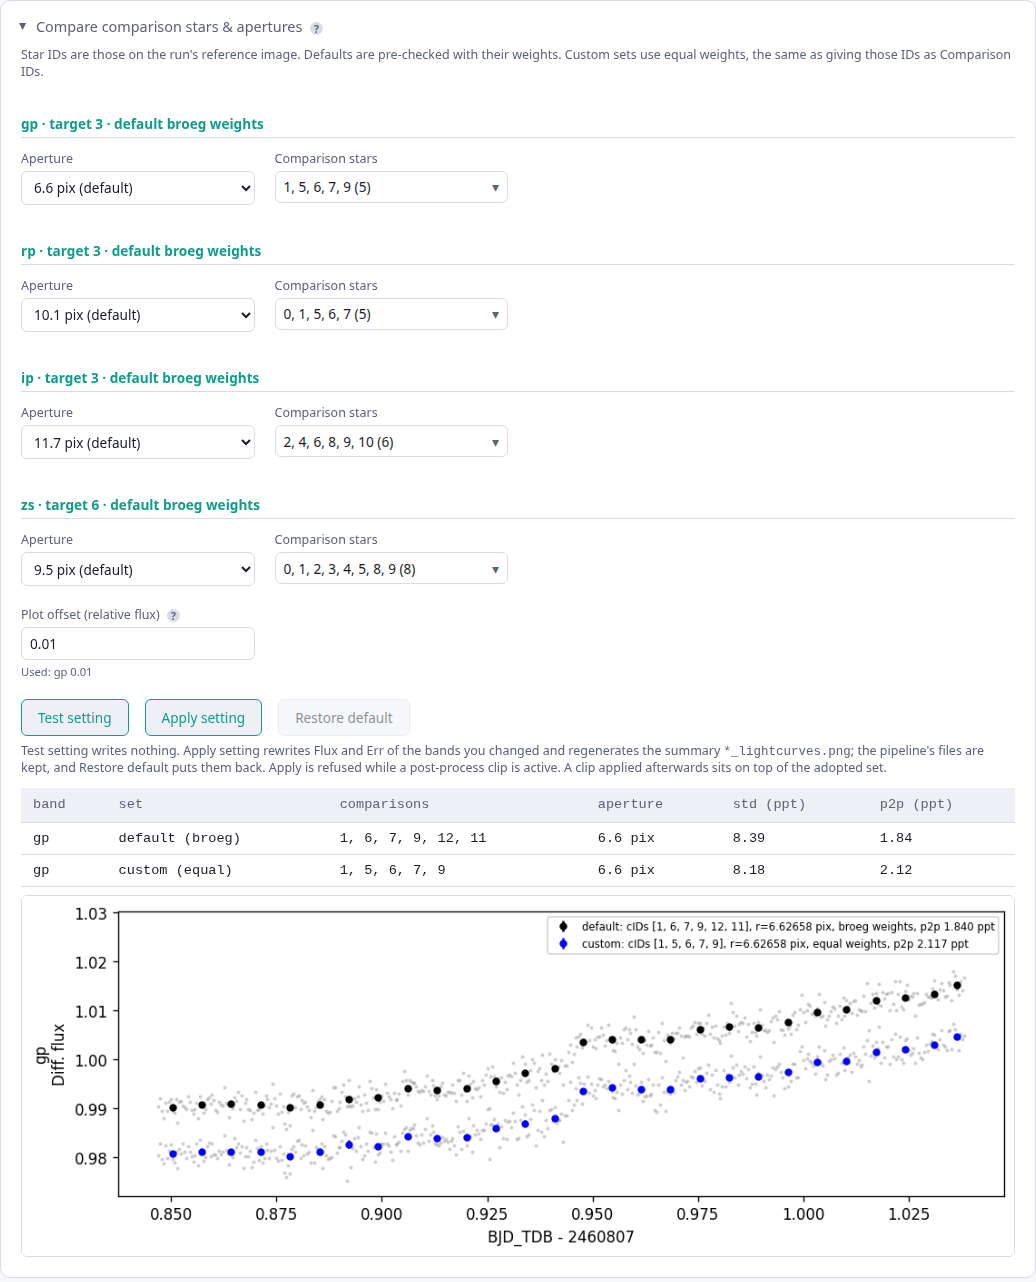 ▼ Compare comparison stars & apertures ?
Star IDs are those on the run's reference image. Defaults are pre-checked with their weights. Custom sets use equal weights, the same as giving those IDs as Comparison
IDs.
gp · target 3 · default broeg weights
Aperture Comparison stars
6.6 pix (default) 1, 5, 6, 7, 9 (5) ▼
rp · target 3 · default broeg weights
Aperture Comparison stars
10.1 pix (default) 0, 1, 5, 6, 7 (5) ▼
ip · target 3 · default broeg weights
Aperture Comparison stars
11.7 pix (default) 2, 4, 6, 8, 9, 10 (6) ▼
zs · target 6 · default broeg weights
Aperture Comparison stars
9.5 pix (default) 0, 1, 2, 3, 4, 5, 8, 9 (8) ▼
Plot offset (relative flux) ?
0.01
Used: gp 0.01
Test setting Apply setting Restore default
Test setting writes nothing. Apply setting rewrites Flux and Err of the bands you changed and regenerates the summary *_lightcurves.png; the pipeline's files are
kept, and Restore default puts them back. Apply is refused while a post-process clip is active. A clip applied afterwards sits on top of the adopted set.
band set comparisons aperture std (ppt) p2p (ppt)
gp default (broeg) 1, 6, 7, 9, 12, 11 6.6 pix 8.39 1.84
gp custom (equal) 1, 5, 6, 7, 9 6.6 pix 8.18 2.12
default: cIDs [1, 6, 7, 9, 12, 11], r=6.62658 pix, broeg weights, p2p 1.840 ppt
custom: cIDs [1, 5, 6, 7, 9], r=6.62658 pix, equal weights, p2p 2.117 ppt
gp
Diff. flux
1.03
1.02
1.01
1.00
0.99
0.98
0.850 0.875 0.900 0.925 0.950 0.975 1.000 1.025
BJD_TDB - 2460807